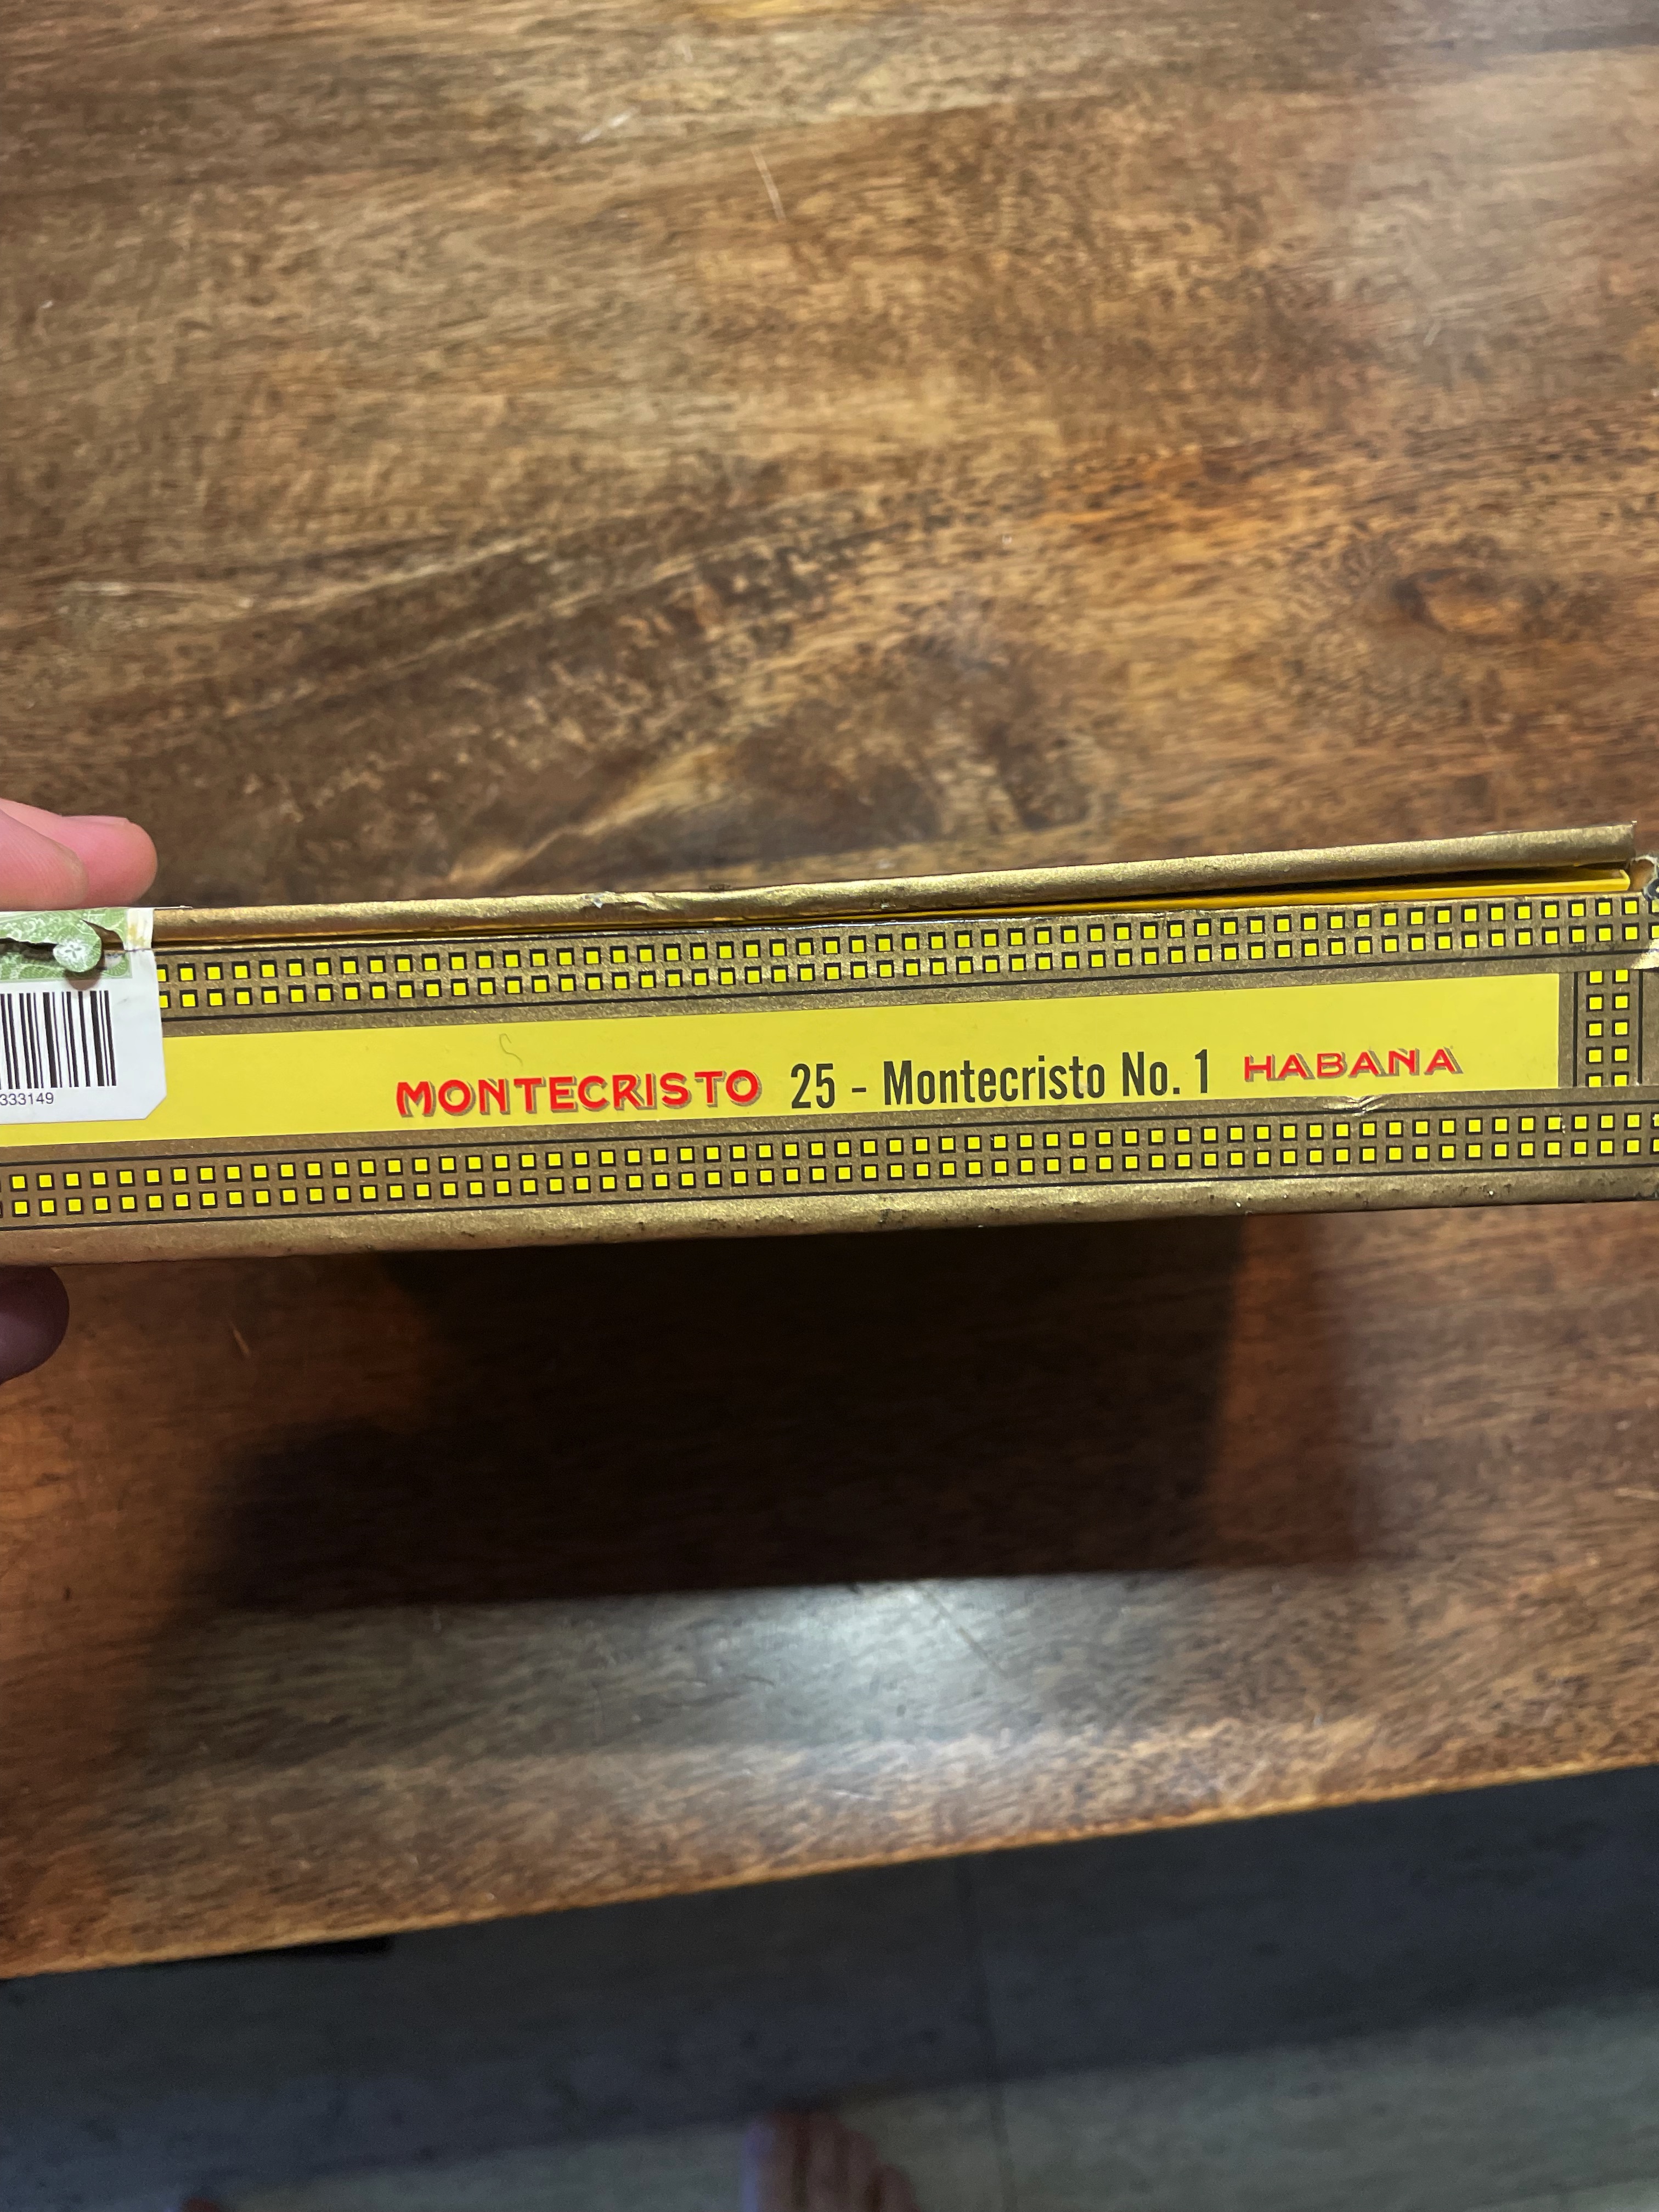 MONTECRISTO 25 - Montecristo No. 1 HABANA
333149